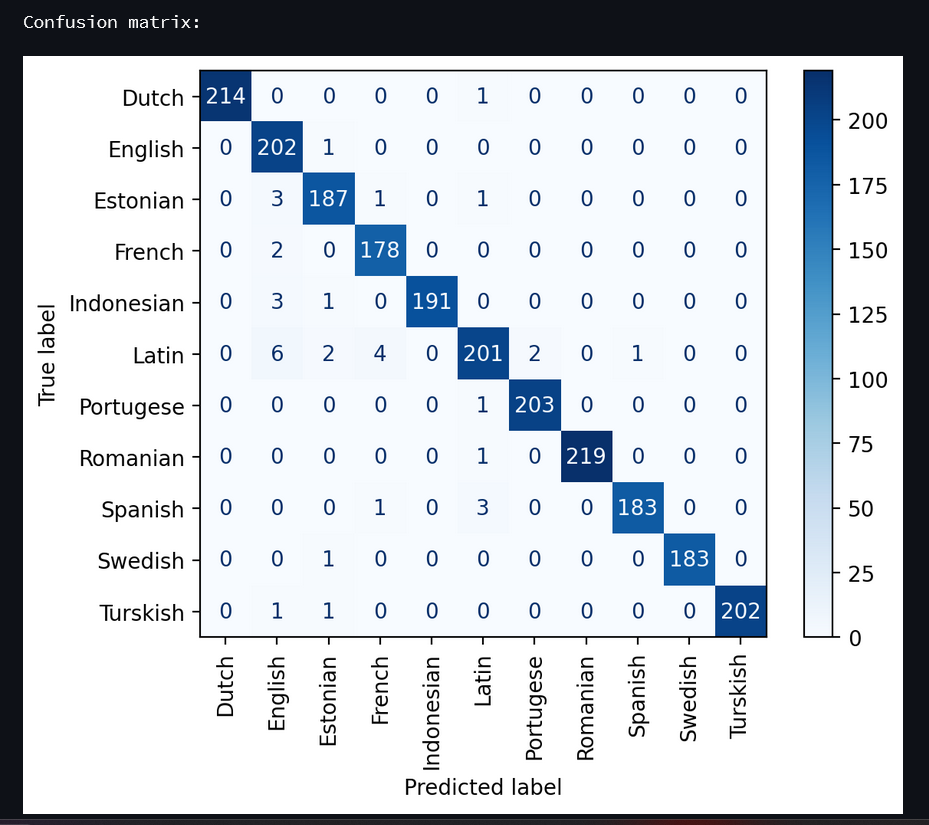 Confusion matrix:
Dutch 214 0 0 0 0 1 0 0 0 0 0
English 0 202 1 0 0 0 0 0 0 0 0
Estonian 0 3 187 1 0 1 0 0 0 0 0
French 0 2 0 178 0 0 0 0 0 0 0
Indonesian 0 3 1 0 191 0 0 0 0 0 0
Latin 0 6 2 4 0 201 2 0 1 0 0
Portugese 0 0 0 0 0 1 203 0 0 0 0
Romanian 0 0 0 0 0 1 0 219 0 0 0
Spanish 0 0 0 1 0 3 0 0 183 0 0
Swedish 0 0 1 0 0 0 0 0 0 183 0
Turskish 0 1 1 0 0 0 0 0 0 0 202
True label
Dutch English Estonian French Indonesian Latin Portugese Romanian Spanish Swedish Turskish
Predicted label
200
175
150
125
100
75
50
25
0